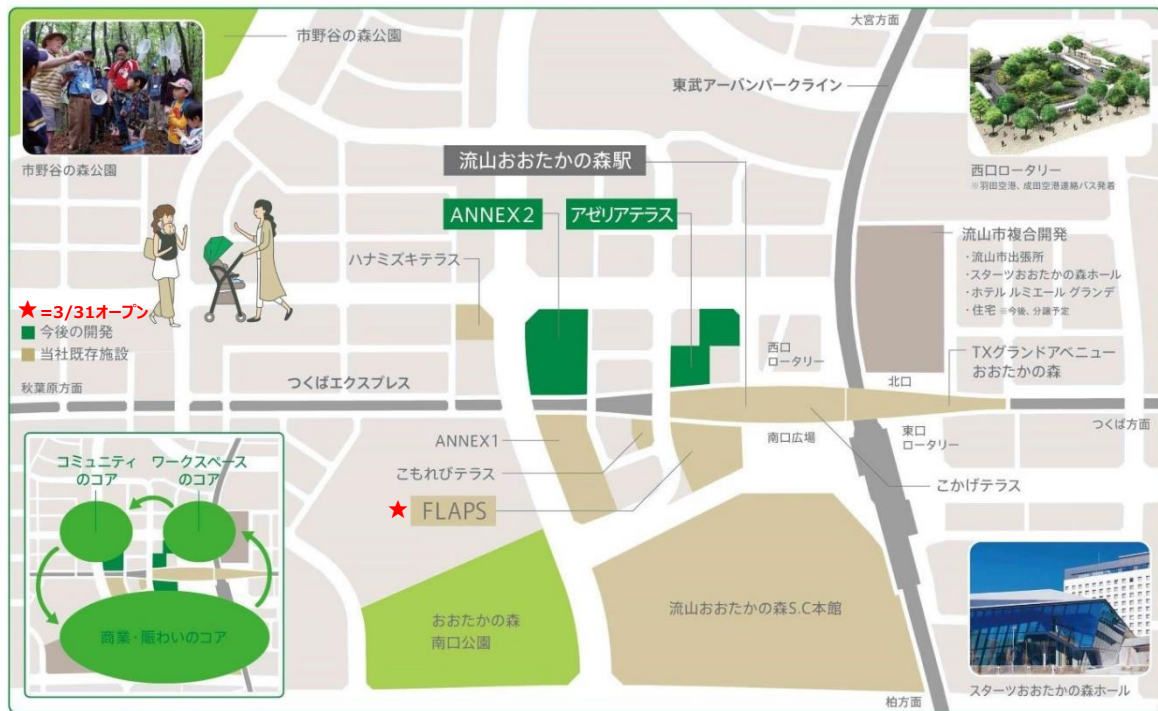 市野谷の森公園
大宮方面
東武アーバンパークライン
市野谷の森公園
流山おおたかの森駅
西口ロータリー
※羽田空港、成田空港連絡バス発着
ANNEX2
アゼリアテラス
ハナミズキテラス
流山市複合開発
・流山市出張所
・スターツおおたかの森ホール
・ホテル ルミエール グランデ
・住宅 ※今後、分譲予定
★=3/31オープン
今後の開発
当社既存施設
西口
ロータリー
TXグランドアベニュー
おおたかの森
秋葉原方面
つくばエクスプレス
北口
つくば方面
ANNEX1
南口広場
東口
ロータリー
こもれびテラス
こかげテラス
★ FLAPS
コミュニティ
のコア
ワークスペース
のコア
商業・賑わいのコア
おおたかの森
南口公園
流山おおたかの森S.C本館
柏方面
スターツおおたかの森ホール